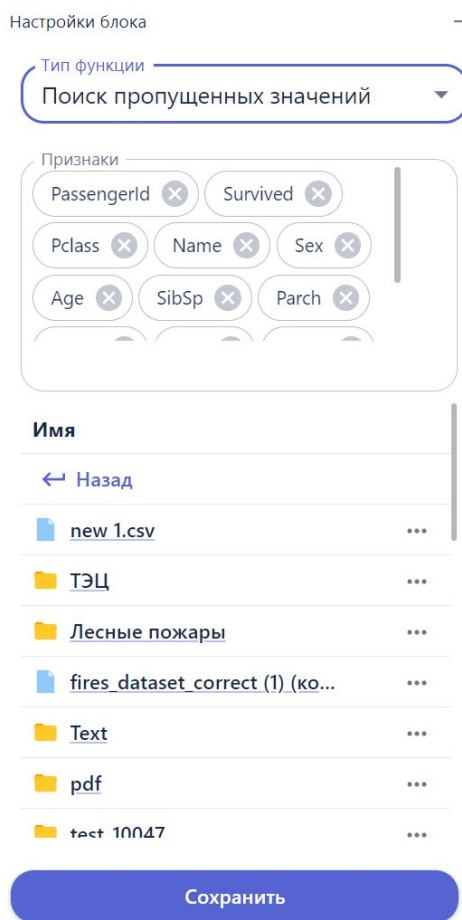 Настройки блока
Тип функции
Поиск пропущенных значений
Признаки
PassengerId Survived
Pclass Name Sex
Age SibSp Parch
Имя
Назад
new 1.csv
ТЭЦ
Лесные пожары
fires_dataset_correct (1) (ко...
Text
pdf
test_10047
Сохранить